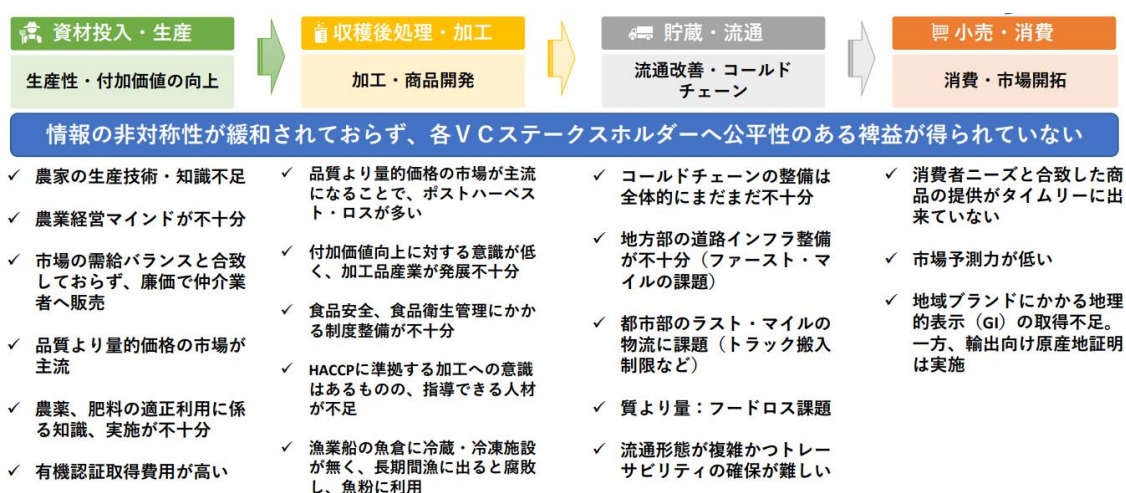 資材投入・生産
生産性・付加価値の向上
収穫後処理・加工
加工・商品開発
貯蔵・流通
流通改善・コールド
チェーン
小売・消費
消費・市場開拓
情報の非対称性が緩和されておらず、各VCステークスホルダーへ公平性のある裨益が得られていない
✓ 農家の生産技術・知識不足
✓ 農業経営マインドが不十分
✓ 市場の需給バランスと合致
しておらず、廉価で仲介業
者へ販売
✓ 品質より量的価格の市場が
主流
✓ 農薬、肥料の適正利用に係
る知識、実施が不十分
✓ 有機認証取得費用が高い
✓ 品質より量的価格の市場が主流
になることで、ポストハーベス
ト・ロスが多い
✓ 付加価値向上に対する意識が低
く、加工品産業が発展不十分
✓ 食品安全、食品衛生管理にかか
る制度整備が不十分
✓ HACCPに準拠する加工への意識
はあるものの、指導できる人材
が不足
✓ 漁業船の魚倉に冷蔵・冷凍施設
が無く、長期間漁に出ると腐敗
し、魚粉に利用
✓ コールドチェーンの整備は
全体的にまだまだ不十分
✓ 地方部の道路インフラ整備
が不十分（ファースト・マ
イルの課題）
✓ 都市部のラスト・マイルの
物流に課題（トラック搬入
制限など）
✓ 質より量：フードロス課題
✓ 流通形態が複雑かつトレー
サビリティの確保が難しい
✓ 消費者ニーズと合致した商
品の提供がタイムリーに出
来ていない
✓ 市場予測力が低い
✓ 地域ブランドにかかる地理
的表示（GI）の取得不足。
一方、輸出向け原産地証明
は実施